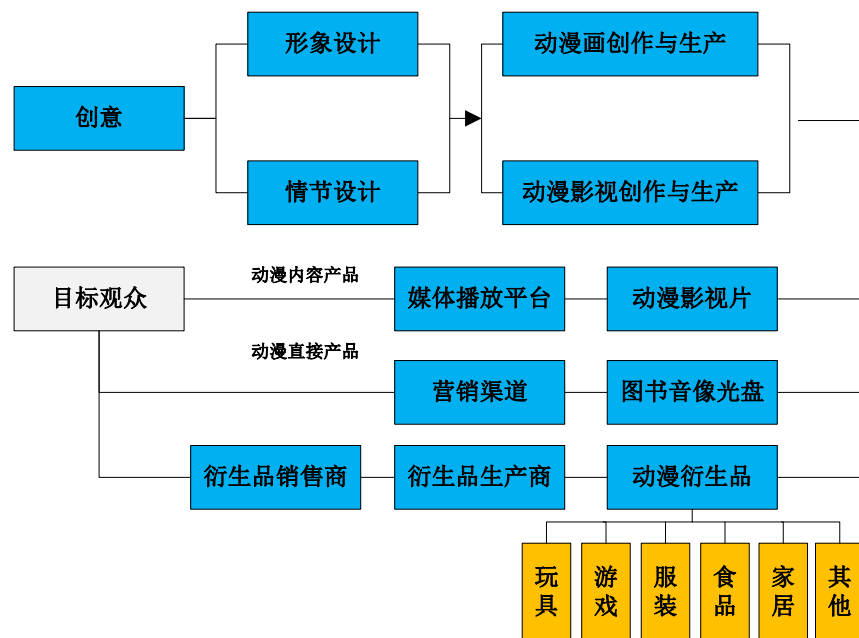 形象设计
动漫画创作与生产
创意
情节设计
动漫影视创作与生产
动漫内容产品
目标观众
媒体播放平台
动漫影视片
动漫直接产品
营销渠道
图书音像光盘
衍生品销售商
衍生品生产商
动漫衍生品
玩具
游戏
服装
食品
家居
其他